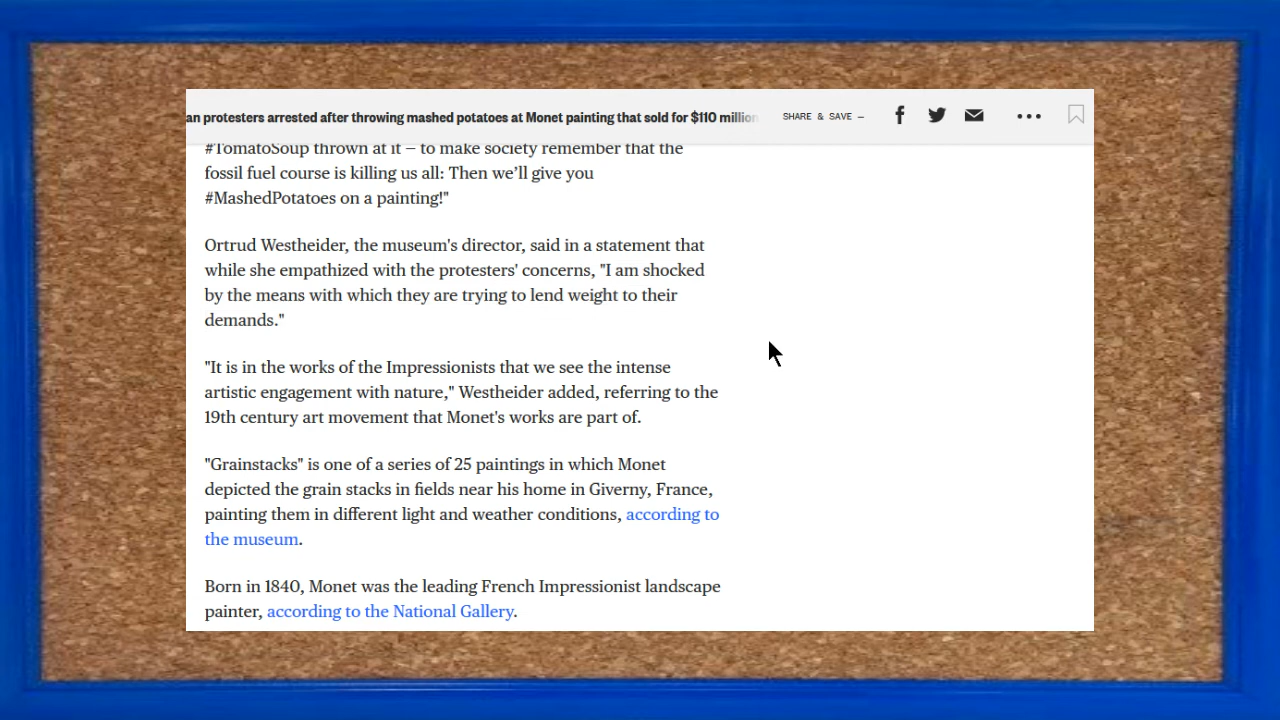 an protesters arrested after throwing mashed potatoes at Monet painting that sold for $110 million
SHARE & SAVE —
#TomatoSoup thrown at it – to make society remember that the
fossil fuel course is killing us all: Then we’ll give you
#MashedPotatoes on a painting!"
Ortrud Westheider, the museum's director, said in a statement that
while she empathized with the protesters' concerns, "I am shocked
by the means with which they are trying to lend weight to their
demands."
"It is in the works of the Impressionists that we see the intense
artistic engagement with nature," Westheider added, referring to the
19th century art movement that Monet's works are part of.
"Grainstacks" is one of a series of 25 paintings in which Monet
depicted the grain stacks in fields near his home in Giverny, France,
painting them in different light and weather conditions, according to
the museum.
Born in 1840, Monet was the leading French Impressionist landscape
painter, according to the National Gallery.